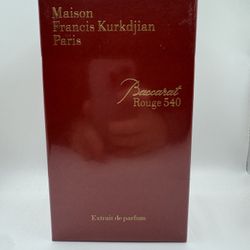 Maison
Francis Kurkdjian
Paris
Baccarat
Rouge 540
Extrait de parfum